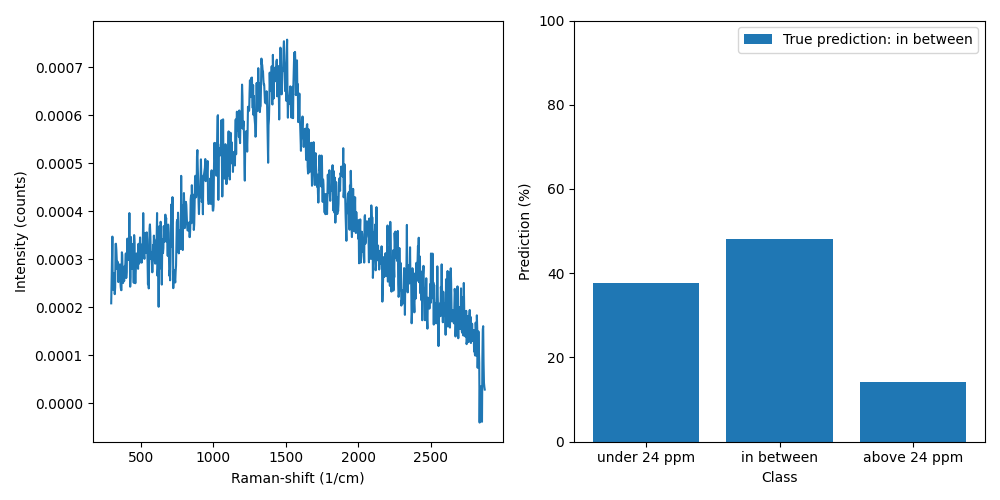 0.0007
0.0006
0.0005
0.0004
0.0003
0.0002
0.0001
0.0000
Intensity (counts)
500 1000 1500 2000 2500
Raman-shift (1/cm)
100
80
60
40
20
0
Prediction (%)
True prediction: in between
under 24 ppm in between above 24 ppm
Class